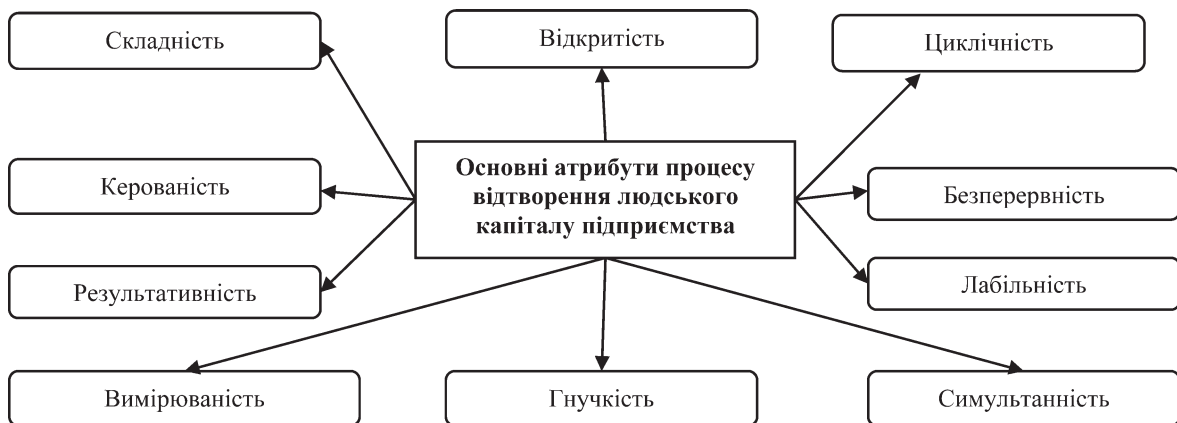 Складність
Відкритість
Циклічність
Основні атрибути процесу
відтворення людського
капіталу підприємства
Керованість
Безперервність
Результативність
Лабільність
Вимірюваність
Гнучкість
Симультанність